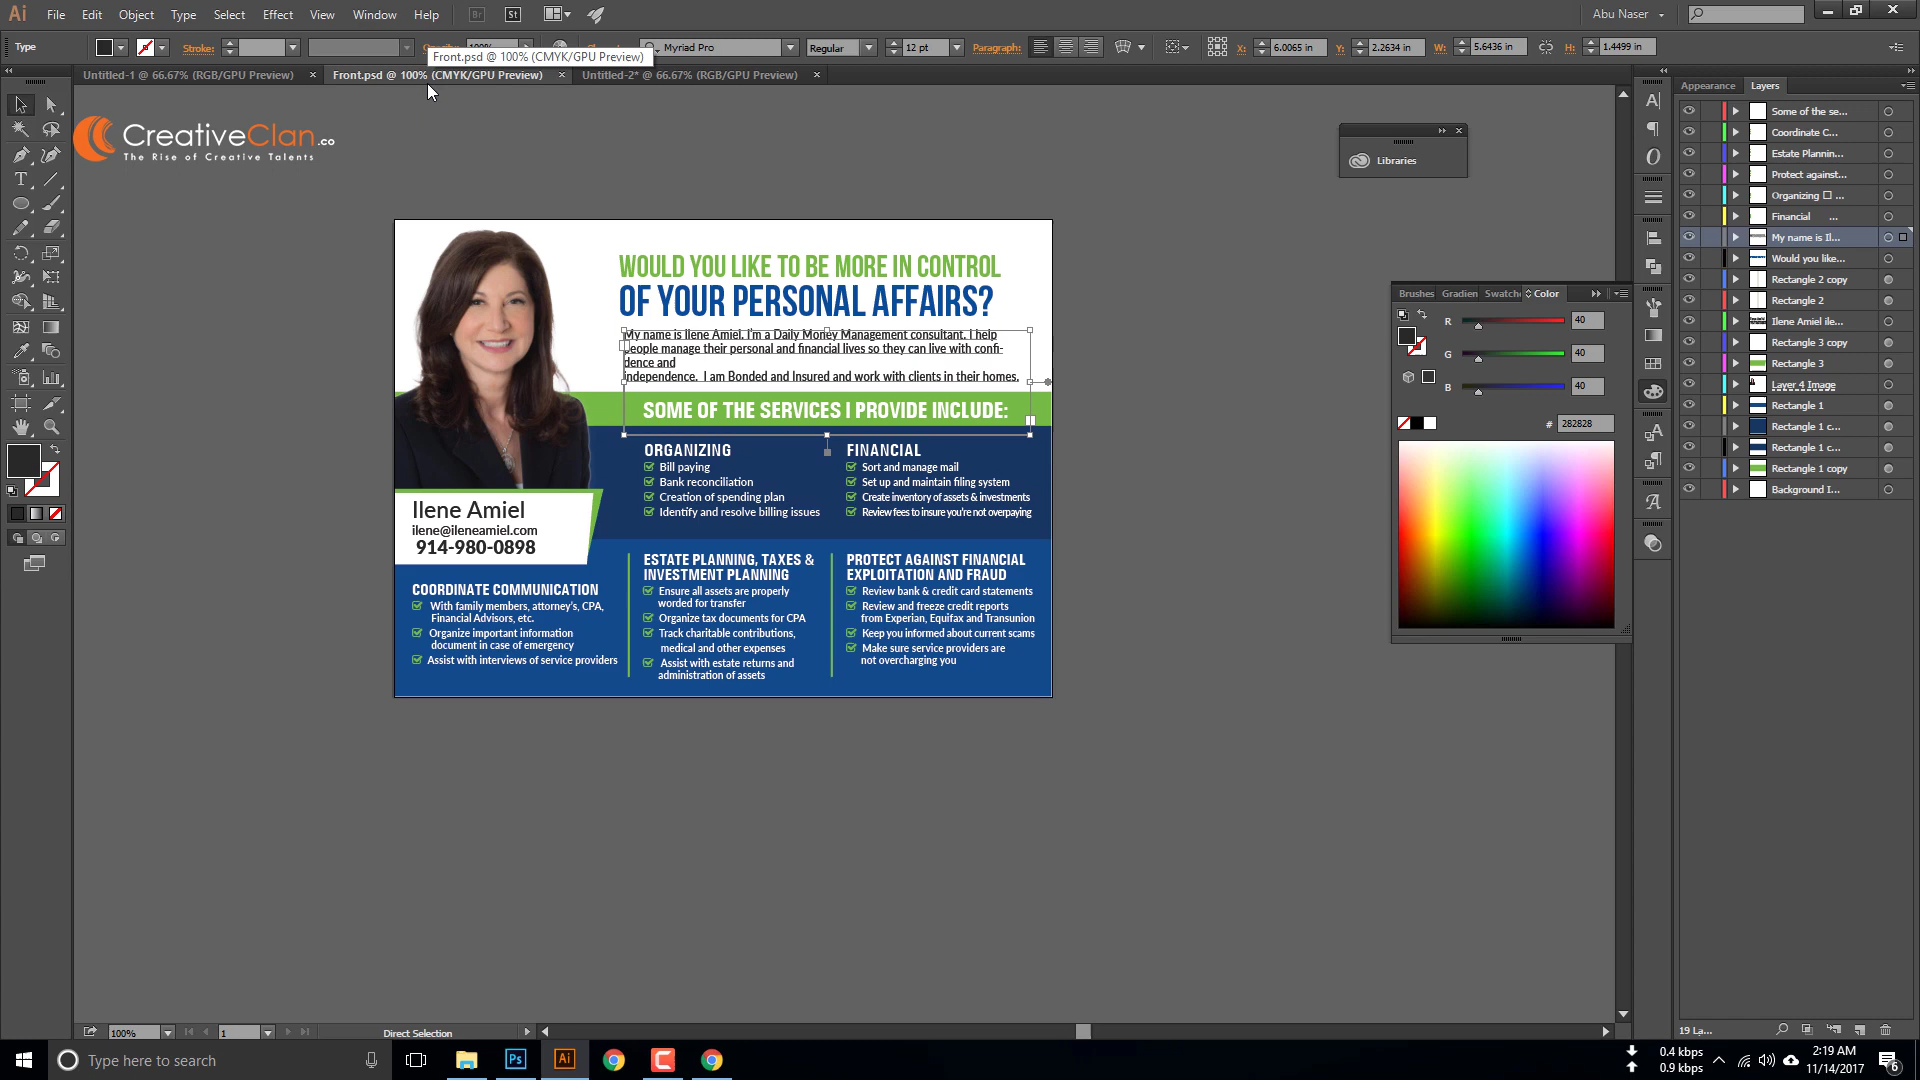 Ai File Edit Object Type Select Effect View Window Help Br St Abu Naser
Type Stroke: 100% Myriad Pro Regular 12 pt Paragraph: X: 6.0065 in Y: 2.2634 in W: 5.6436 in H: 1.4499 in
Front.psd @ 100% (CMYK/GPU Preview)
Untitled-1 @ 66.67% (RGB/GPU Preview) Front.psd @ 100% (CMYK/GPU Preview) Untitled-2* @ 66.67% (RGB/GPU Preview)
CreativeClan.co
The Rise of Creative Talents
Libraries
WOULD YOU LIKE TO BE MORE IN CONTROL
OF YOUR PERSONAL AFFAIRS?
My name is Ilene Amiel. I'm a Daily Money Management consultant. I help
people manage their personal and financial lives so they can live with confi-
dence and
independence. I am Bonded and Insured and work with clients in their homes.
SOME OF THE SERVICES I PROVIDE INCLUDE:
ORGANIZING
Bill paying
Bank reconciliation
Creation of spending plan
Identify and resolve billing issues
FINANCIAL
Sort and manage mail
Set up and maintain filing system
Create inventory of assets & investments
Review fees to insure you're not overpaying
Ilene Amiel
ilene@ileneamiel.com
914-980-0898
COORDINATE COMMUNICATION
With family members, attorney's, CPA,
Financial Advisors, etc.
Organize important information
document in case of emergency
Assist with interviews of service providers
ESTATE PLANNING, TAXES &
INVESTMENT PLANNING
Ensure all assets are properly
worded for transfer
Organize tax documents for CPA
Track charitable contributions,
medical and other expenses
Assist with estate returns and
administration of assets
PROTECT AGAINST FINANCIAL
EXPLOITATION AND FRAUD
Review bank & credit card statements
Review and freeze credit reports
from Experian, Equifax and Transunion
Keep you informed about current scams
Make sure service providers are
not overcharging you
Brushes Gradien Swatche Color
R 40
G 40
B 40
# 282828
Appearance Layers
Some of the se...
Coordinate C...
Estate Plannin...
Protect against...
Organizing ☐ ...
Financial ...
My name is Il...
Would you like...
Rectangle 2 copy
Rectangle 2
Ilene Amiel ile...
Rectangle 3 copy
Rectangle 3
Layer 4 Image
Rectangle 1
Rectangle 1 c...
Rectangle 1 c...
Rectangle 1 copy
Background I...
19 La...
100% 1 Direct Selection
Type here to search
Ps Ai
0.4 kbps
0.9 kbps
2:19 AM
11/14/2017
6